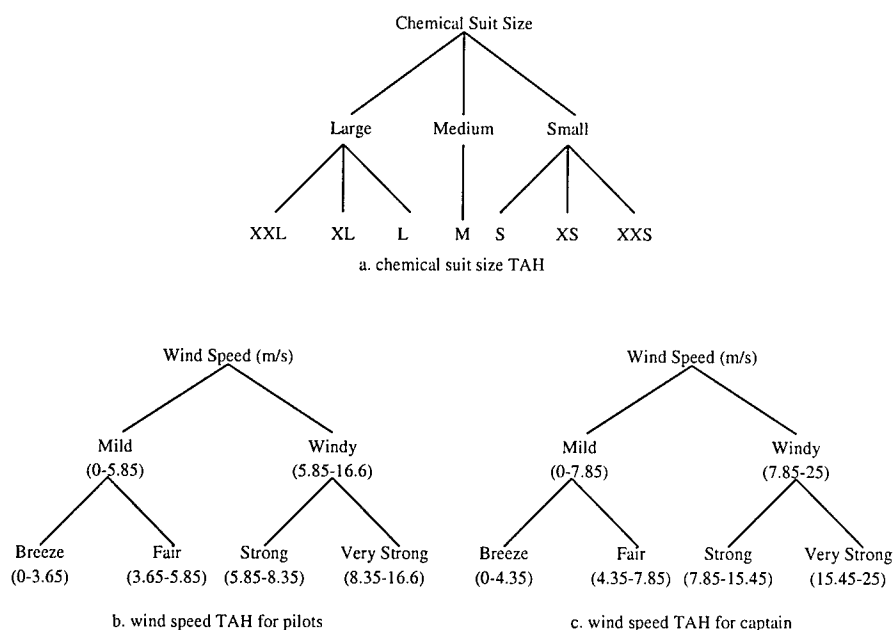 Chemical Suit Size
Large Medium Small
XXL XL L M S XS XXS
a. chemical suit size TAH
Wind Speed (m/s)
Mild Windy
(0-5.85) (5.85-16.6)
Breeze Fair Strong Very Strong
(0-3.65) (3.65-5.85) (5.85-8.35) (8.35-16.6)
b. wind speed TAH for pilots
Wind Speed (m/s)
Mild Windy
(0-7.85) (7.85-25)
Breeze Fair Strong Very Strong
(0-4.35) (4.35-7.85) (7.85-15.45) (15.45-25)
c. wind speed TAH for captain